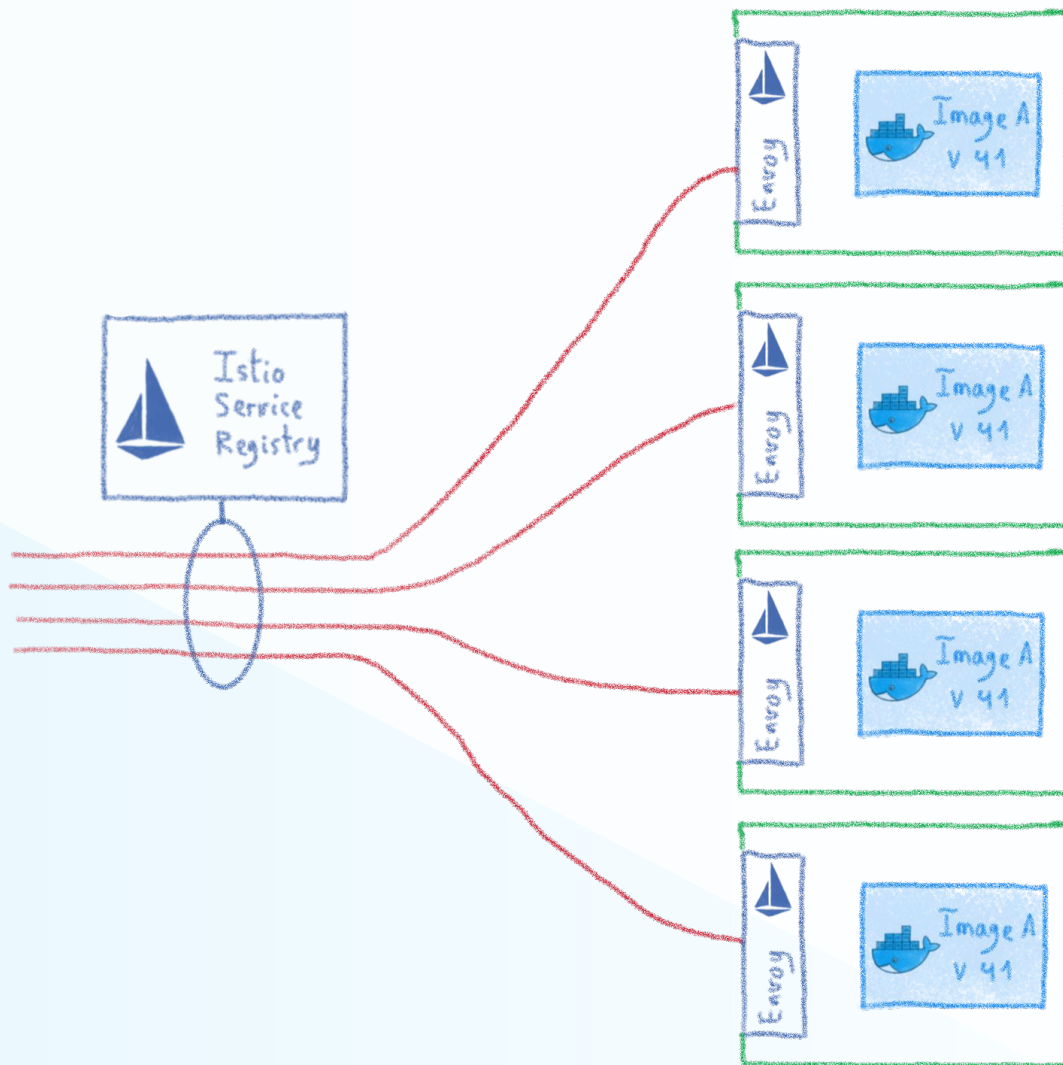 Envoy
Image A
v 41
Istio
Service
Registry
Envoy
Image A
v 41
Envoy
Image A
v 41
Envoy
Image A
v 41